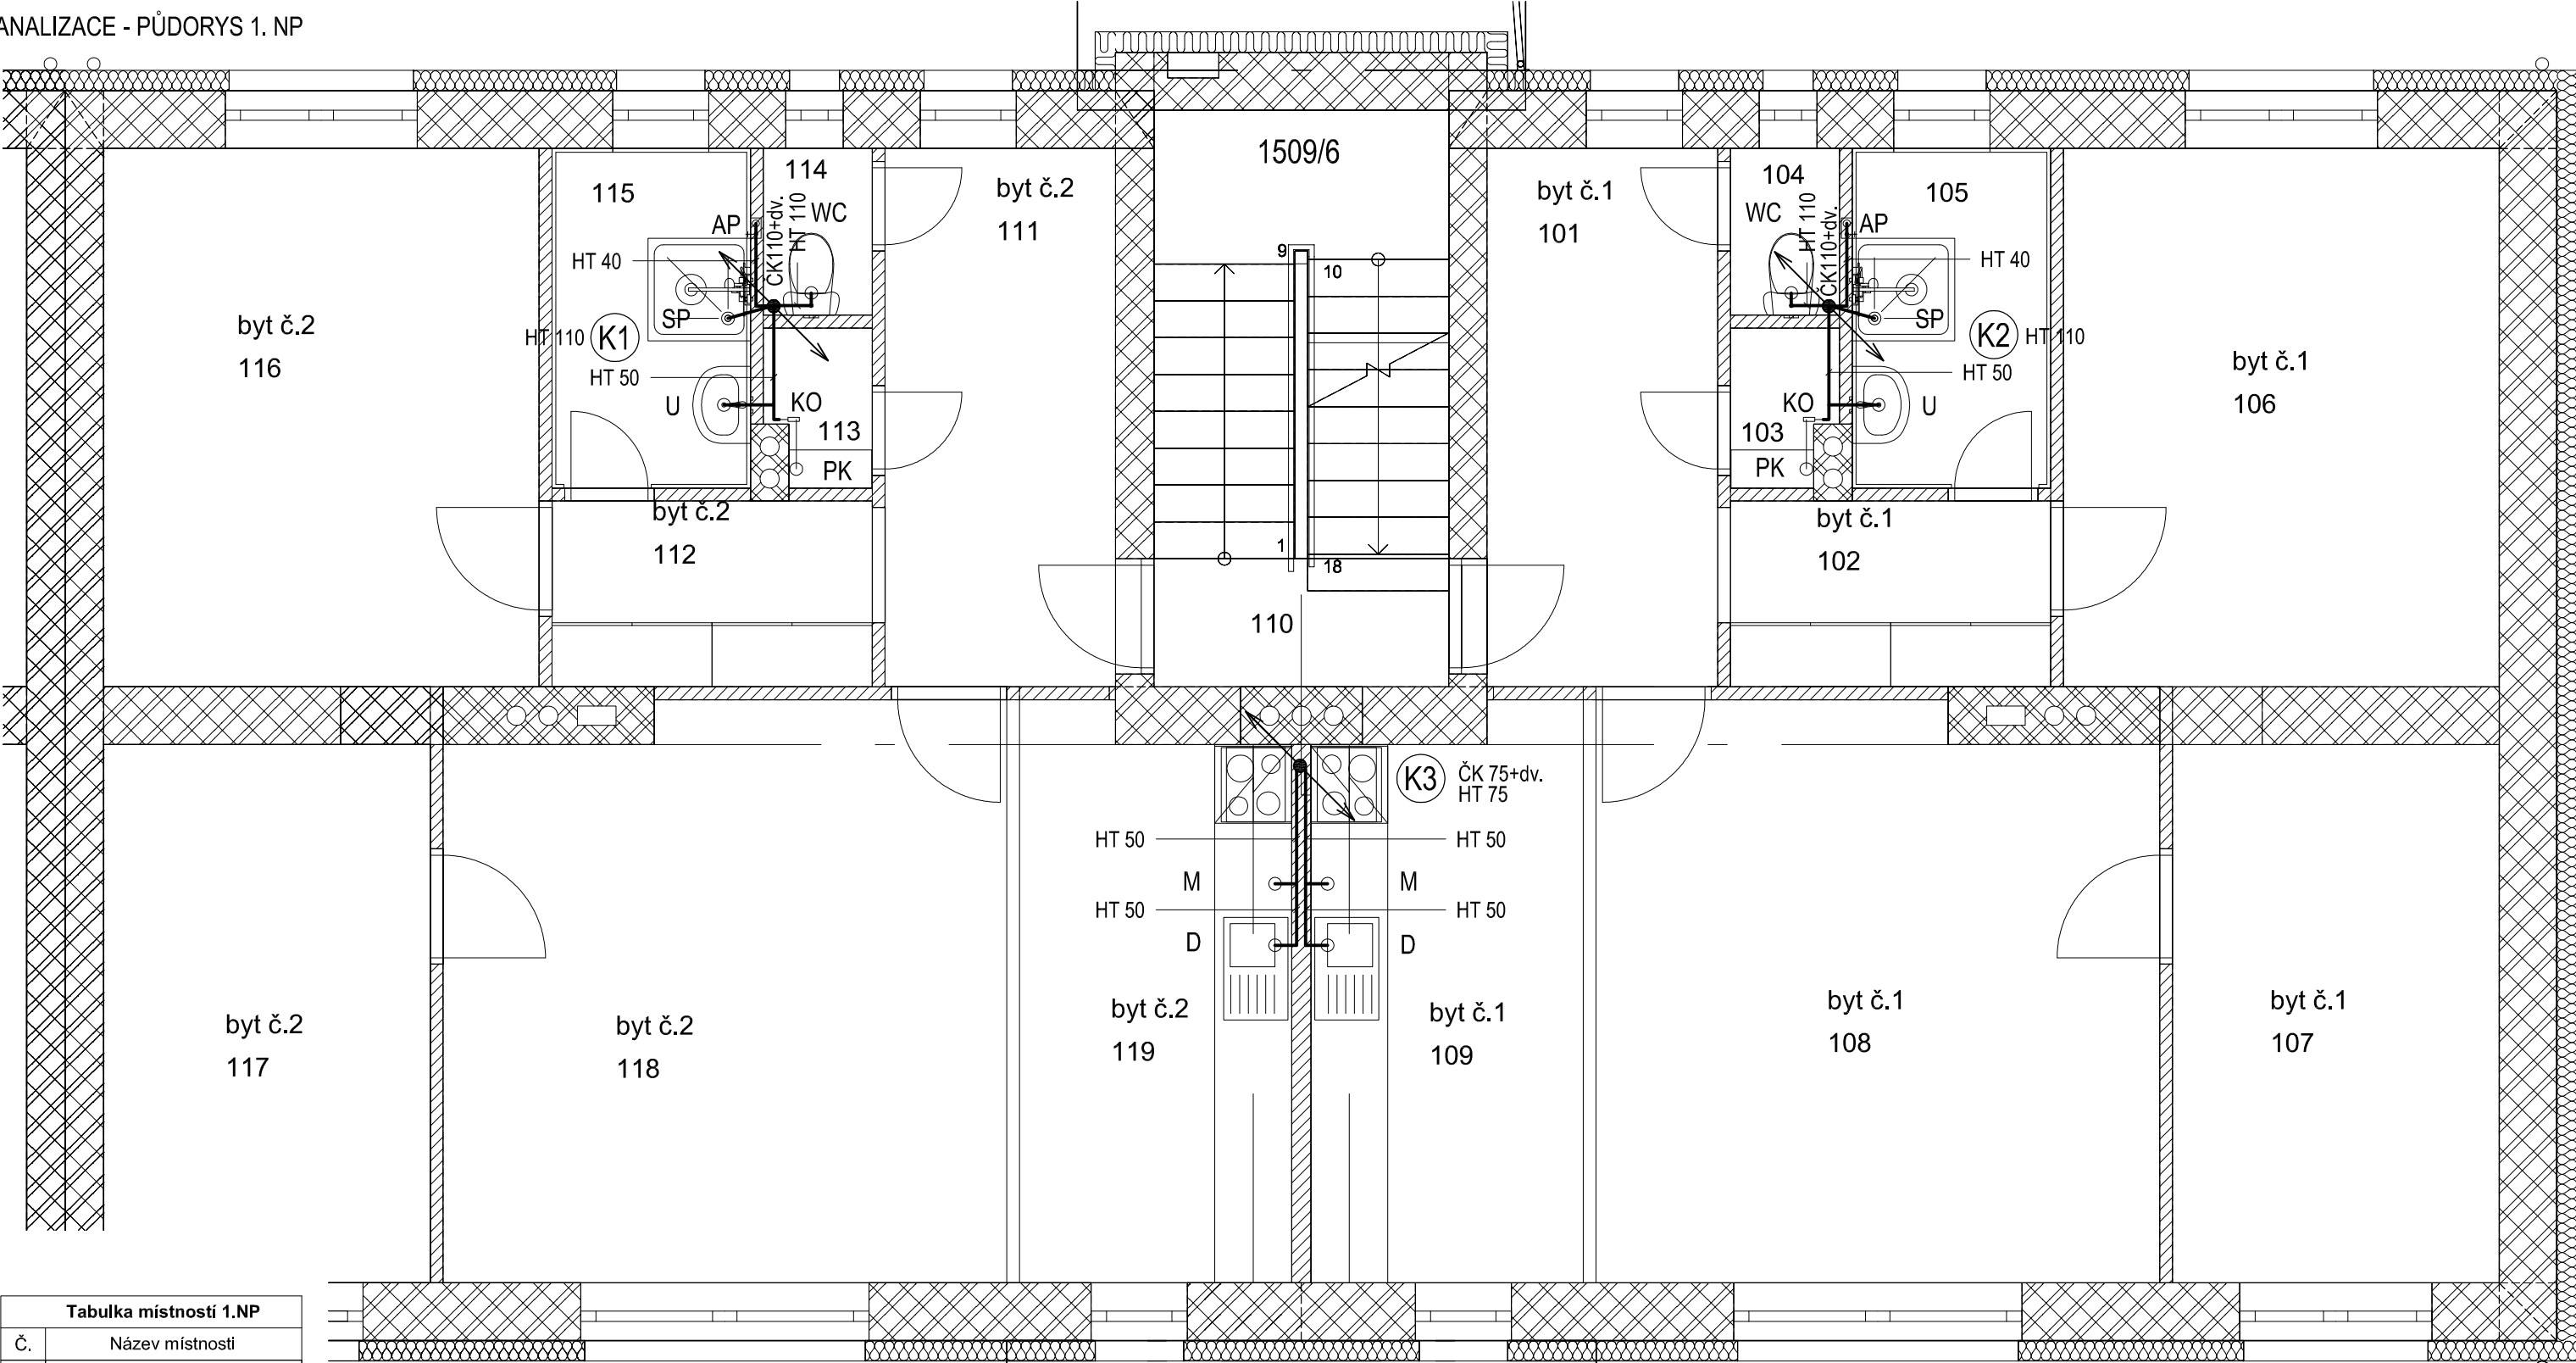 ANALIZACE - PŮDORYS 1. NP
1509/6
114
115
byt č.2
111
byt č.1
101
104
105
WC
AP
ČK110+dv.
HT 110
HT 40
SP
HT 110
K1
HT 50
U
KO
113
PK
byt č.2
116
byt č.2
112
9
10
1
18
110
WC
HT 110
ČK110+dv.
AP
HT 40
SP
K2
HT 110
HT 50
KO
U
103
PK
byt č.1
102
byt č.1
106
K3
ČK 75+dv.
HT 75
HT 50
HT 50
M
M
HT 50
HT 50
D
D
byt č.2
117
byt č.2
118
byt č.2
119
byt č.1
109
byt č.1
108
byt č.1
107
Tabulka místností 1.NP
Č.
Název místnosti